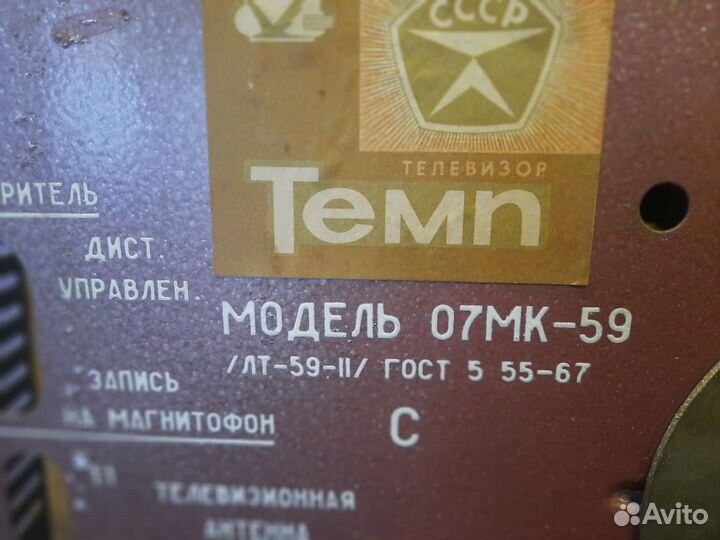 СССР
ТЕЛЕВИЗОР
Темп
РИТЕЛЬ
ДИСТ.
УПРАВЛЕН.
МОДЕЛЬ 07МК-59
/ЛТ-59-II/ ГОСТ 5 55-67
ЗАПИСЬ
НА МАГНИТОФОН
С
ТЕЛЕВИЗИОННАЯ
АНТЕННА
Avito